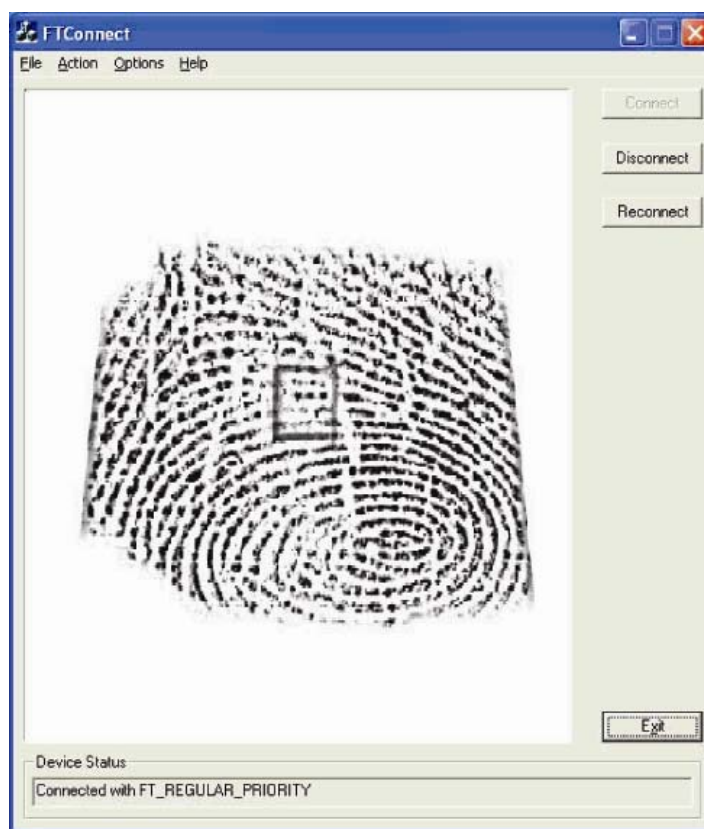 FTConnect
File Action Options Help
Connect
Disconnect
Reconnect
Exit
Device Status
Connected with FT_REGULAR_PRIORITY